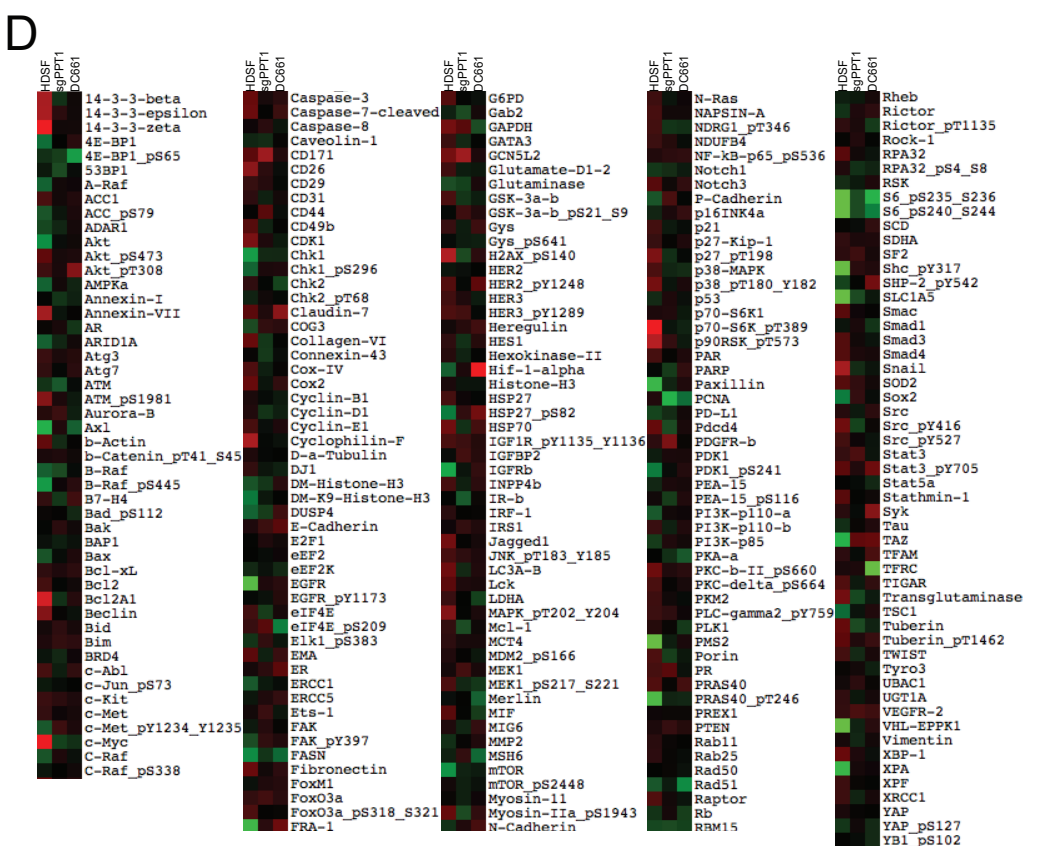 D
HDSF
sgPPT1
DC661
14-3-3-beta
14-3-3-epsilon
14-3-3-zeta
4E-BP1
4E-BP1_pS65
53BP1
A-Raf
ACC1
ACC_pS79
ADAR1
Akt
Akt_pS473
Akt_pT308
AMPKa
Annexin-I
Annexin-VII
AR
ARID1A
Atg3
Atg7
ATM
ATM_pS1981
Aurora-B
Axl
b-Actin
b-Catenin_pT41_S45
B-Raf
B-Raf_pS445
B7-H4
Bad_pS112
Bak
BAP1
Bax
Bcl-xL
Bcl2
Bcl2A1
Beclin
Bid
Bim
BRD4
c-Abl
c-Jun_pS73
c-Kit
c-Met
c-Met_pY1234_Y1235
c-Myc
C-Raf
C-Raf_pS338
HDSF
sgPPT1
DC661
Caspase-3
Caspase-7-cleaved
Caspase-8
Caveolin-1
CD171
CD26
CD29
CD31
CD44
CD49b
CDK1
Chk1
Chk1_pS296
Chk2
Chk2_pT68
Claudin-7
COG3
Collagen-VI
Connexin-43
Cox-IV
Cox2
Cyclin-B1
Cyclin-D1
Cyclin-E1
Cyclophilin-F
D-a-Tubulin
DJ1
DM-Histone-H3
DM-K9-Histone-H3
DUSP4
E-Cadherin
E2F1
eEF2
eEF2K
EGFR
EGFR_pY1173
eIF4E
eIF4E_pS209
Elk1_pS383
EMA
ER
ERCC1
ERCC5
Ets-1
FAK
FAK_pY397
FASN
Fibronectin
FoxM1
FoxO3a
FoxO3a_pS318_S321
FRA-1
HDSF
sgPPT1
DC661
G6PD
Gab2
GAPDH
GATA3
GCN5L2
Glutamate-D1-2
Glutaminase
GSK-3a-b
GSK-3a-b_pS21_S9
Gys
Gys_pS641
H2AX_pS140
HER2
HER2_pY1248
HER3
HER3_pY1289
Heregulin
HES1
Hexokinase-II
Hif-1-alpha
Histone-H3
HSP27
HSP27_pS82
HSP70
IGF1R_pY1135_Y1136
IGFBP2
IGFRb
INPP4b
IR-b
IRF-1
IRS1
Jagged1
JNK_pT183_Y185
LC3A-B
Lck
LDHA
MAPK_pT202_Y204
Mcl-1
MCT4
MDM2_pS166
MEK1
MEK1_pS217_S221
Merlin
MIF
MIG6
MMP2
MSH6
mTOR
mTOR_pS2448
Myosin-11
Myosin-IIa_pS1943
N-Cadherin
HDSF
sgPPT1
DC661
N-Ras
NAPSIN-A
NDRG1_pT346
NDUFB4
NF-kB-p65_pS536
Notch1
Notch3
P-Cadherin
p16INK4a
p21
p27-Kip-1
p27_pT198
p38-MAPK
p38_pT180_Y182
p53
p70-S6K1
p70-S6K_pT389
p90RSK_pT573
PAR
PARP
Paxillin
PCNA
PD-L1
Pdcd4
PDGFR-b
PDK1
PDK1_pS241
PEA-15
PEA-15_pS116
PI3K-p110-a
PI3K-p110-b
PI3K-p85
PKA-a
PKC-b-II_pS660
PKC-delta_pS664
PKM2
PLC-gamma2_pY759
PLK1
PMS2
Porin
PR
PRAS40
PRAS40_pT246
PREX1
PTEN
Rab11
Rab25
Rad50
Rad51
Raptor
Rb
RBM15
HDSF
sgPPT1
DC661
Rheb
Rictor
Rictor_pT1135
Rock-1
RPA32
RPA32_pS4_S8
RSK
S6_pS235_S236
S6_pS240_S244
SCD
SDHA
SF2
Shc_pY317
SHP-2_pY542
SLC1A5
Smac
Smad1
Smad3
Smad4
Snail
SOD2
Sox2
Src
Src_pY416
Src_pY527
Stat3
Stat3_pY705
Stat5a
Stathmin-1
Syk
Tau
TAZ
TFAM
TFRC
TIGAR
Transglutaminase
TSC1
Tuberin
Tuberin_pT1462
TWIST
Tyro3
UBAC1
UGT1A
VEGFR-2
VHL-EPPK1
Vimentin
XBP-1
XPA
XPF
XRCC1
YAP
YAP_pS127
YB1_pS102